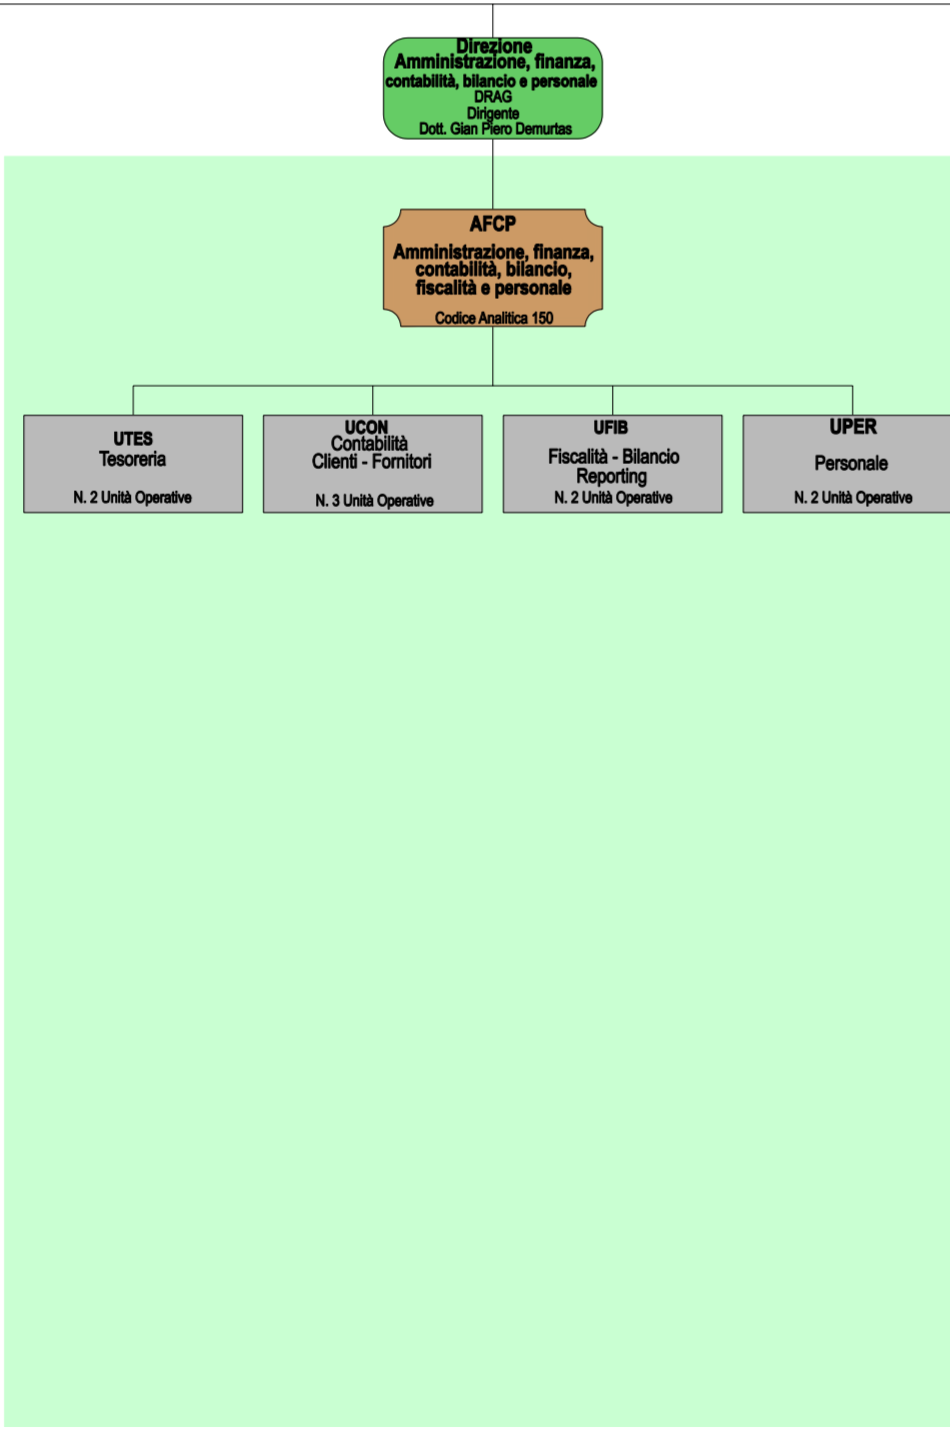 Direzione
Amministrazione, finanza,
contabilità, bilancio e personale
DRAG
Dirigente
Dott. Gian Piero Demurtas
AFCP
Amministrazione, finanza,
contabilità, bilancio,
fiscalità e personale
Codice Analitica 150
UTES
Tesoreria
N. 2 Unità Operative
UCON
Contabilità
Clienti - Fornitori
N. 3 Unità Operative
UFIB
Fiscalità - Bilancio
Reporting
N. 2 Unità Operative
UPER
Personale
N. 2 Unità Operative